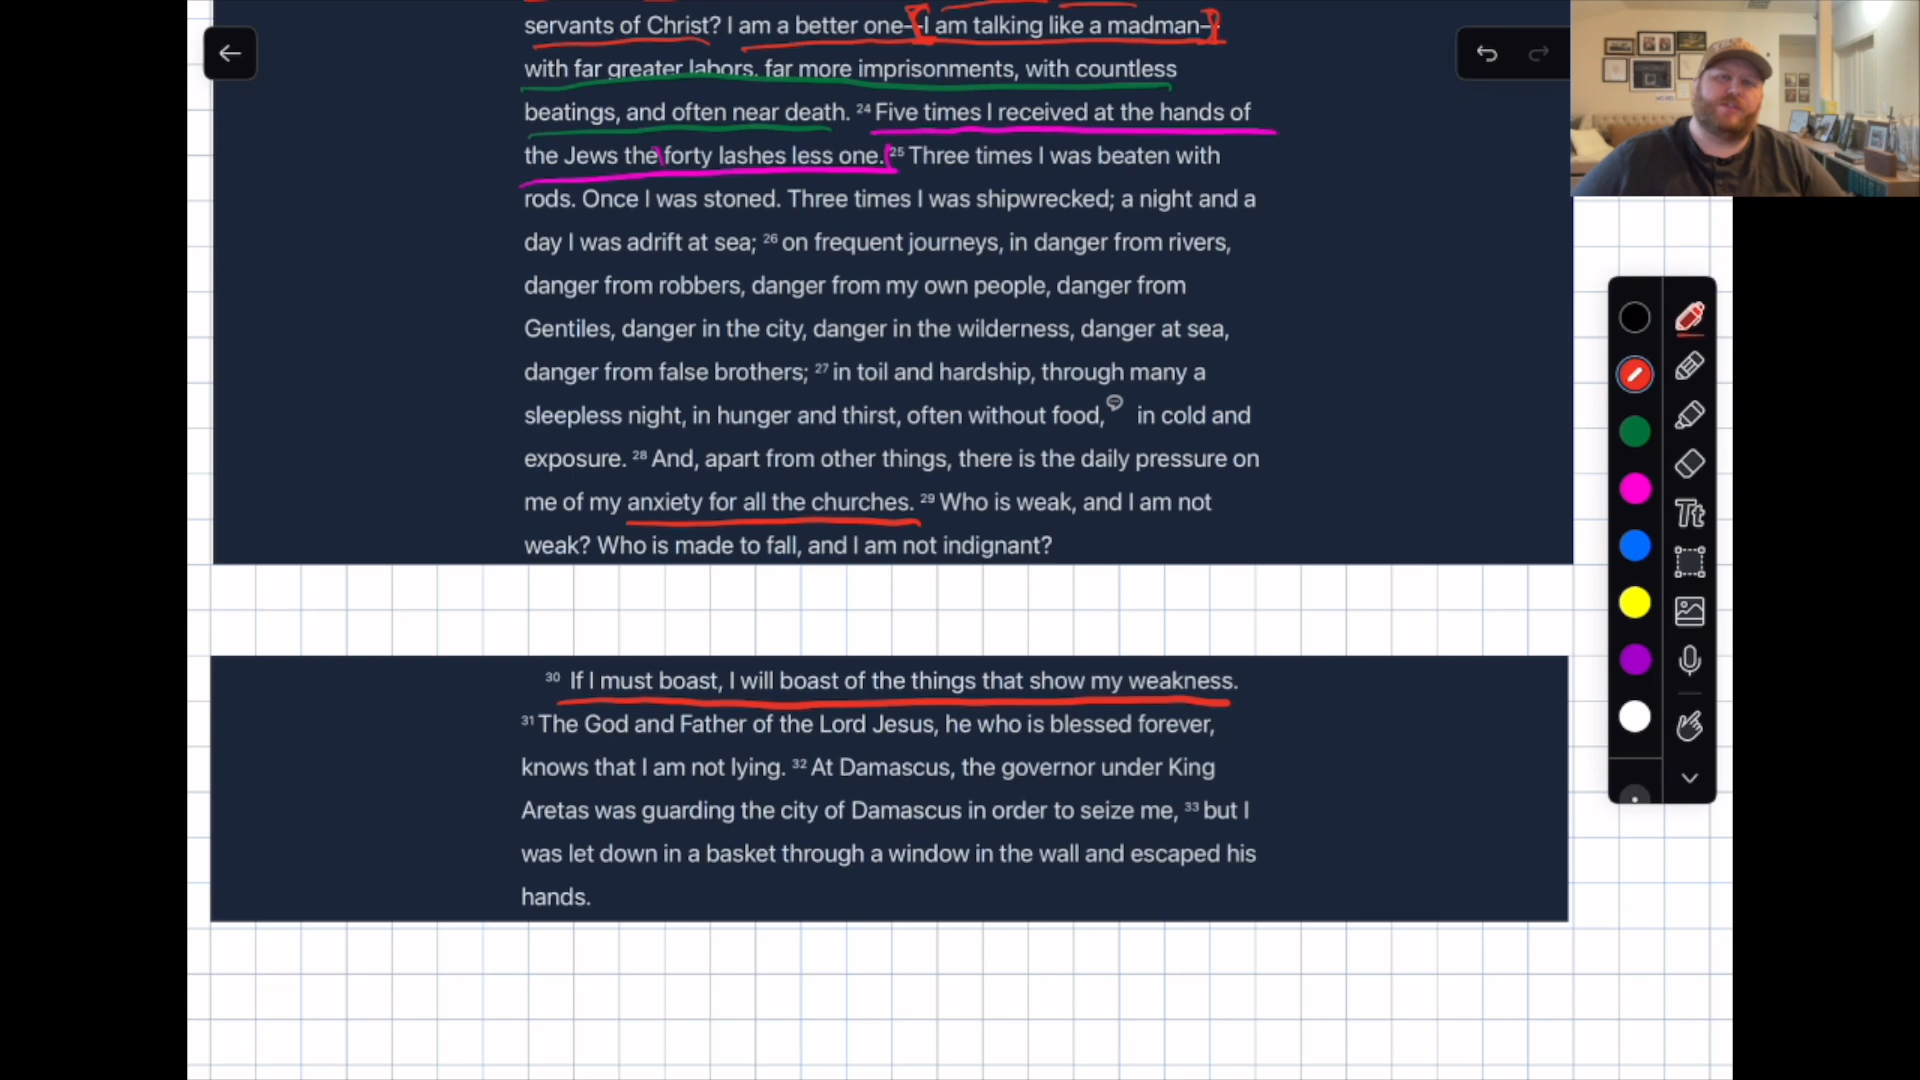 servants of Christ? I am a better one—I am talking like a madman—
with far greater labors, far more imprisonments, with countless
beatings, and often near death. 24 Five times I received at the hands of
the Jews the forty lashes less one. 25 Three times I was beaten with
rods. Once I was stoned. Three times I was shipwrecked; a night and a
day I was adrift at sea; 26 on frequent journeys, in danger from rivers,
danger from robbers, danger from my own people, danger from
Gentiles, danger in the city, danger in the wilderness, danger at sea,
danger from false brothers; 27 in toil and hardship, through many a
sleepless night, in hunger and thirst, often without food, in cold and
exposure. 28 And, apart from other things, there is the daily pressure on
me of my anxiety for all the churches. 29 Who is weak, and I am not
weak? Who is made to fall, and I am not indignant?
30 If I must boast, I will boast of the things that show my weakness.
31 The God and Father of the Lord Jesus, he who is blessed forever,
knows that I am not lying. 32 At Damascus, the governor under King
Aretas was guarding the city of Damascus in order to seize me, 33 but I
was let down in a basket through a window in the wall and escaped his
hands.
Tt